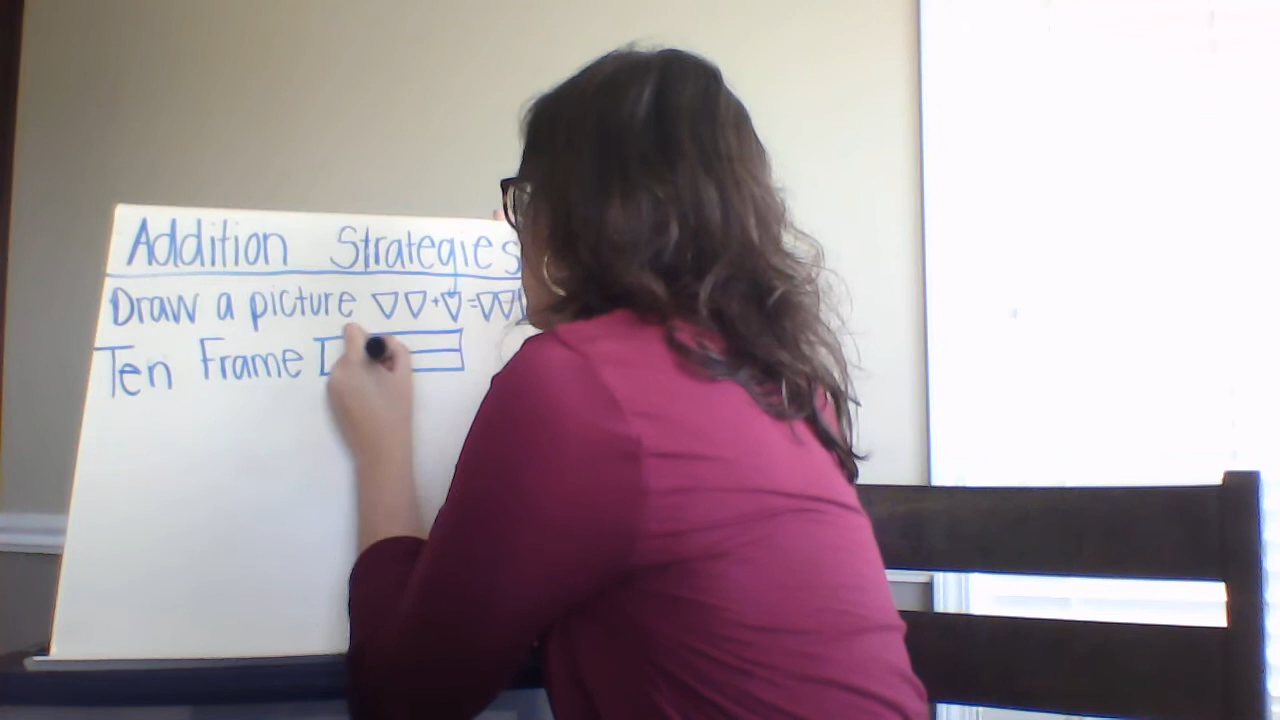 Addition Strategies
Draw a picture ▽ ▽ + ▽ = ▽▽
Ten Frame